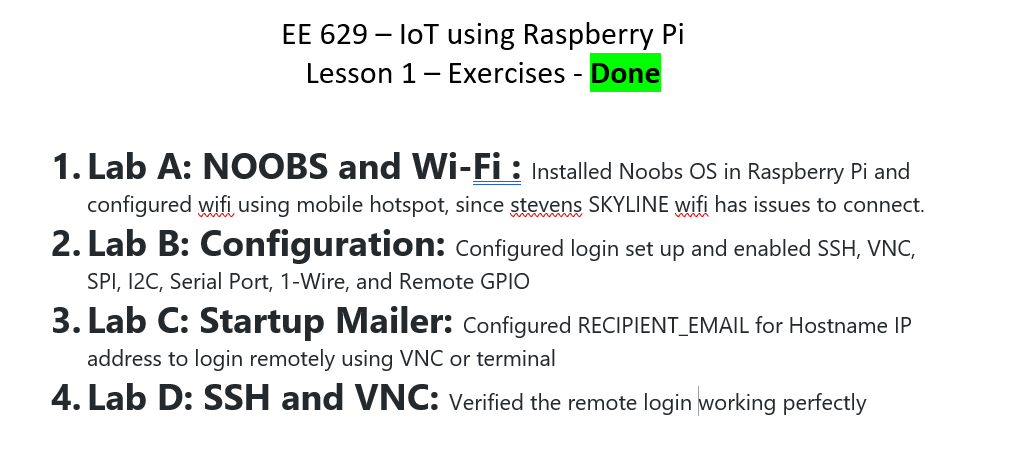 EE 629 – IoT using Raspberry Pi
Lesson 1 – Exercises - Done
1. Lab A: NOOBS and Wi-Fi : Installed Noobs OS in Raspberry Pi and
configured wifi using mobile hotspot, since stevens SKYLINE wifi has issues to connect.
2. Lab B: Configuration: Configured login set up and enabled SSH, VNC,
SPI, I2C, Serial Port, 1-Wire, and Remote GPIO
3. Lab C: Startup Mailer: Configured RECIPIENT_EMAIL for Hostname IP
address to login remotely using VNC or terminal
4. Lab D: SSH and VNC: Verified the remote login working perfectly